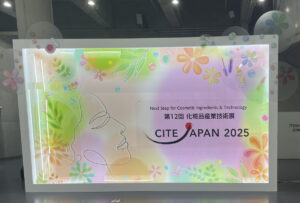 Next Step for Cosmetic Ingredients & Technology
第12回 化粧品産業技術展
CITE JAPAN 2025